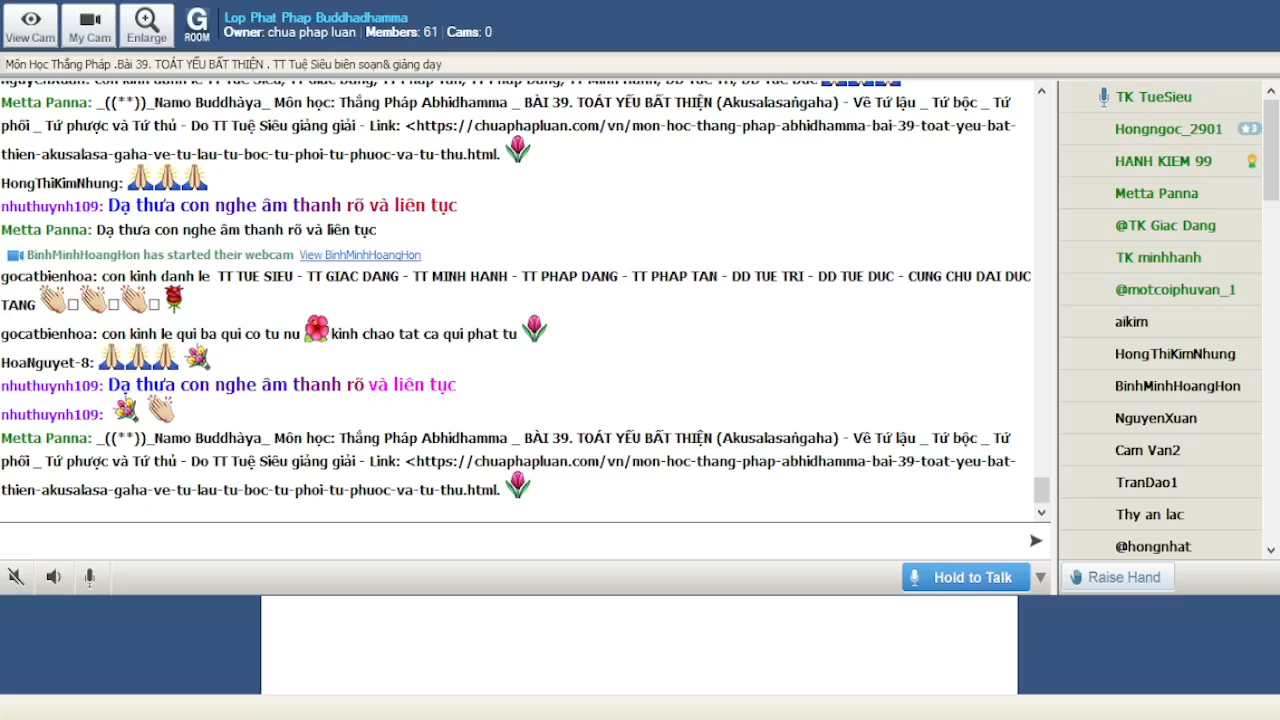 View Cam
My Cam
Enlarge
G
ROOM
Lop Phat Phap Buddhadhamma
Owner: chua phap luan Members: 61 Cams: 0
Môn Học Thắng Pháp .Bài 39. TOÁT YẾU BẤT THIỆN . TT Tuệ Siêu biên soạn& giảng dạy
Metta Panna: _((**))_Namo Buddhàya_ Môn học: Thắng Pháp Abhidhamma _ BÀI 39. TOÁT YẾU BẤT THIỆN (Akusalasaṅgaha) - Về Tứ lậu _ Tứ bộc _ Tứ
phối _ Tứ phược và Tứ thủ - Do TT Tuệ Siêu giảng giải - Link: <https://chuaphapluan.com/vn/mon-hoc-thang-phap-abhidhamma-bai-39-toat-yeu-bat-
thien-akusalasa-gaha-ve-tu-lau-tu-boc-tu-phoi-tu-phuoc-va-tu-thu.html.
HongThiKimNhung:
nhuthuynh109: Dạ thưa con nghe âm thanh rõ và liên tục
Metta Panna: Dạ thưa con nghe âm thanh rõ và liên tục
BinhMinhHoangHon has started their webcam View BinhMinhHoangHon
gocatbienhoa: con kinh danh le TT TUE SIEU - TT GIAC DANG - TT MINH HANH - TT PHAP DANG - TT PHAP TAN - DD TUE TRI - DD TUE DUC - CUNG CHU DAI DUC
TANG
gocatbienhoa: con kinh le qui ba qui co tu nu kinh chao tat ca qui phat tu
HoaNguyet-8:
nhuthuynh109: Dạ thưa con nghe âm thanh rõ và liên tục
nhuthuynh109:
Metta Panna: _((**))_Namo Buddhàya_ Môn học: Thắng Pháp Abhidhamma _ BÀI 39. TOÁT YẾU BẤT THIỆN (Akusalasaṅgaha) - Về Tứ lậu _ Tứ bộc _ Tứ
phối _ Tứ phược và Tứ thủ - Do TT Tuệ Siêu giảng giải - Link: <https://chuaphapluan.com/vn/mon-hoc-thang-phap-abhidhamma-bai-39-toat-yeu-bat-
thien-akusalasa-gaha-ve-tu-lau-tu-boc-tu-phoi-tu-phuoc-va-tu-thu.html.
TK TueSieu
Hongngoc_2901 3
HANH KIEM 99
Metta Panna
@TK Giac Dang
TK minhhanh
@motcoiphuvan_1
aikim
HongThiKimNhung
BinhMinhHoangHon
NguyenXuan
Cam Van2
TranDao1
Thy an lac
@hongnhat
Hold to Talk
Raise Hand